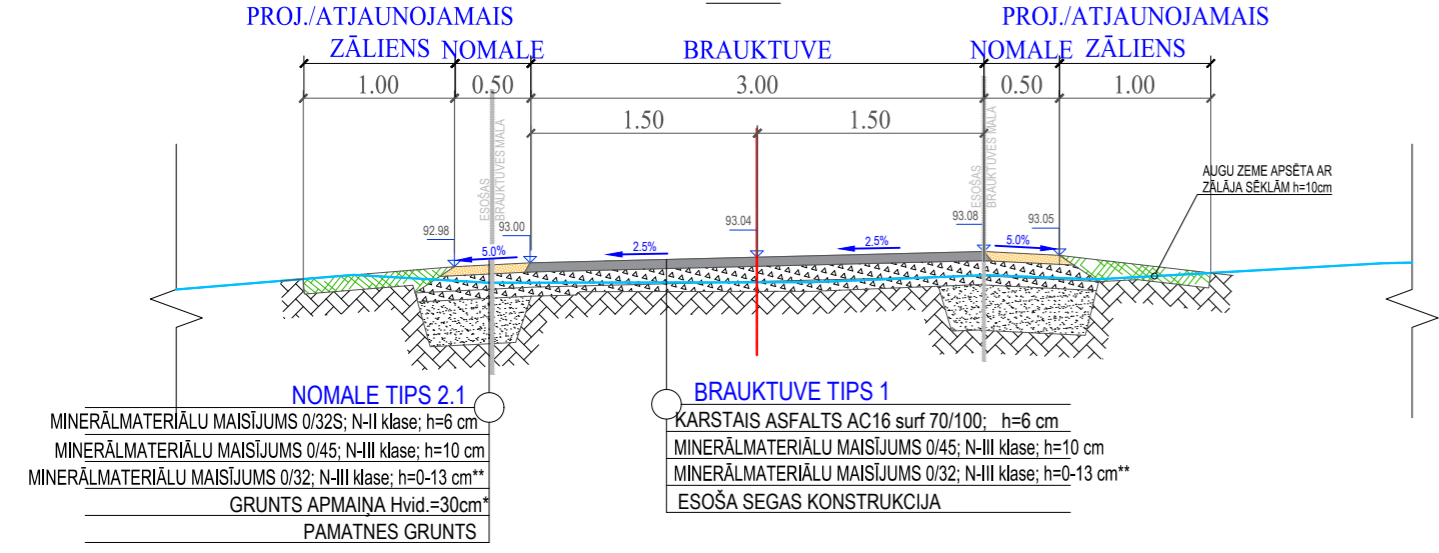 PROJ./ATJAUNOJAMAIS
ZĀLIENS
NOMALE
BRAUKTUVE
NOMALE
PROJ./ATJAUNOJAMAIS
ZĀLIENS
1.00
0.50
3.00
0.50
1.00
1.50
1.50
ESOŠAS
BRAUKTUVES MALA
ESOŠAS
BRAUKTUVES MALA
AUGU ZEME APSĒTA AR
ZĀLĀJA SĒKLĀM h=10cm
92.98
93.00
93.04
93.08
93.05
5.0%
2.5%
2.5%
5.0%
NOMALE TIPS 2.1
MINERĀLMATERIĀLU MAISĪJUMS 0/32S; N-II klase; h=6 cm
MINERĀLMATERIĀLU MAISĪJUMS 0/45; N-III klase; h=10 cm
MINERĀLMATERIĀLU MAISĪJUMS 0/32; N-III klase; h=0-13 cm**
GRUNTS APMAIŅA Hvid.=30cm*
PAMATNES GRUNTS
BRAUKTUVE TIPS 1
KARSTAIS ASFALTS AC16 surf 70/100; h=6 cm
MINERĀLMATERIĀLU MAISĪJUMS 0/45; N-III klase; h=10 cm
MINERĀLMATERIĀLU MAISĪJUMS 0/32; N-III klase; h=0-13 cm**
ESOŠA SEGAS KONSTRUKCIJA